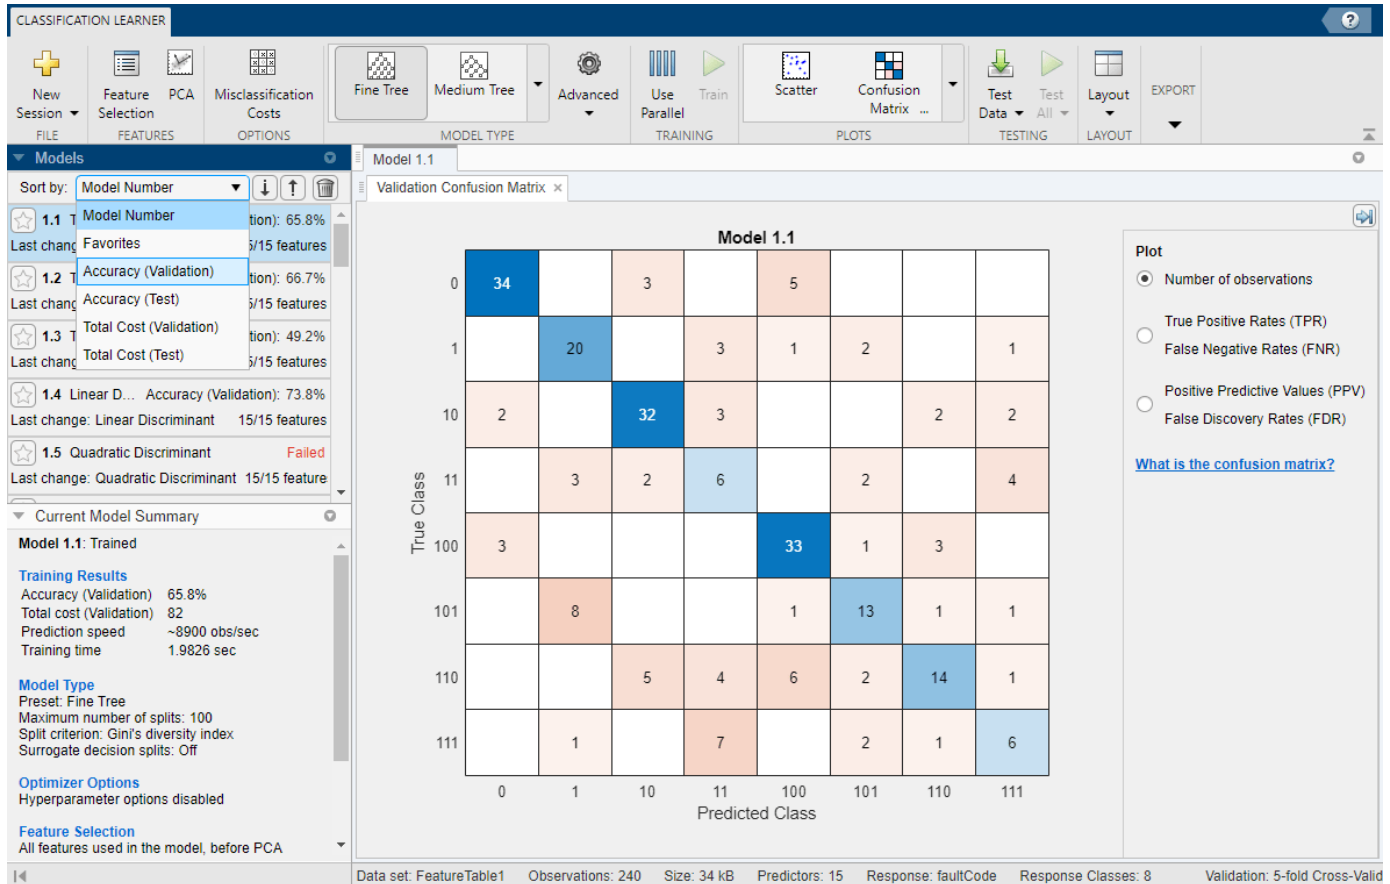 CLASSIFICATION LEARNER
?
New Session
Feature Selection
PCA
Misclassification Costs
Fine Tree
Medium Tree
Advanced
Use Parallel
Train
Scatter
Confusion Matrix ...
Test Data
Test All
Layout
EXPORT
FILE
FEATURES
OPTIONS
MODEL TYPE
TRAINING
PLOTS
TESTING
LAYOUT
Models
Sort by: Model Number
Model Number
Favorites
Accuracy (Validation)
Accuracy (Test)
Total Cost (Validation)
Total Cost (Test)
1.1 T tion): 65.8%
Last chang 5/15 features
1.2 T tion): 66.7%
Last chang 5/15 features
1.3 T tion): 49.2%
Last chang 5/15 features
1.4 Linear D... Accuracy (Validation): 73.8%
Last change: Linear Discriminant 15/15 features
1.5 Quadratic Discriminant Failed
Last change: Quadratic Discriminant 15/15 feature
Current Model Summary
Model 1.1: Trained
Training Results
Accuracy (Validation) 65.8%
Total cost (Validation) 82
Prediction speed ~8900 obs/sec
Training time 1.9826 sec
Model Type
Preset: Fine Tree
Maximum number of splits: 100
Split criterion: Gini's diversity index
Surrogate decision splits: Off
Optimizer Options
Hyperparameter options disabled
Feature Selection
All features used in the model, before PCA
Model 1.1
Validation Confusion Matrix ×
Model 1.1
True Class
0 34 3 5
1 20 3 1 2 1
10 2 32 3 2 2
11 3 2 6 2 4
100 3 33 1 3
101 8 1 13 1 1
110 5 4 6 2 14 1
111 1 7 2 1 6
0 1 10 11 100 101 110 111
Predicted Class
Plot
Number of observations
True Positive Rates (TPR)
False Negative Rates (FNR)
Positive Predictive Values (PPV)
False Discovery Rates (FDR)
What is the confusion matrix?
Data set: FeatureTable1 Observations: 240 Size: 34 kB Predictors: 15 Response: faultCode Response Classes: 8 Validation: 5-fold Cross-Valid